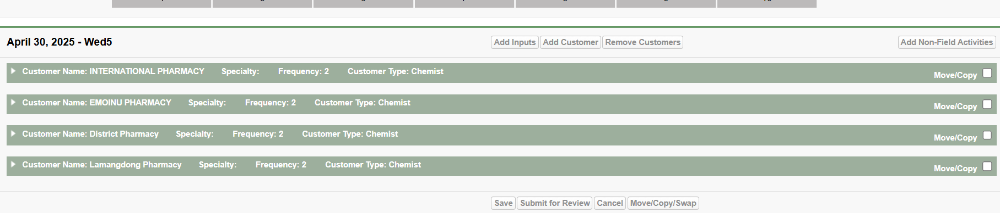 April 30, 2025 - Wed5 Add Inputs Add Customer Remove Customers Add Non-Field Activities
Customer Name: INTERNATIONAL PHARMACY Specialty: Frequency: 2 Customer Type: Chemist Move/Copy
Customer Name: EMOINU PHARMACY Specialty: Frequency: 2 Customer Type: Chemist Move/Copy
Customer Name: District Pharmacy Specialty: Frequency: 2 Customer Type: Chemist Move/Copy
Customer Name: Lamangdong Pharmacy Specialty: Frequency: 2 Customer Type: Chemist Move/Copy
Save Submit for Review Cancel Move/Copy/Swap